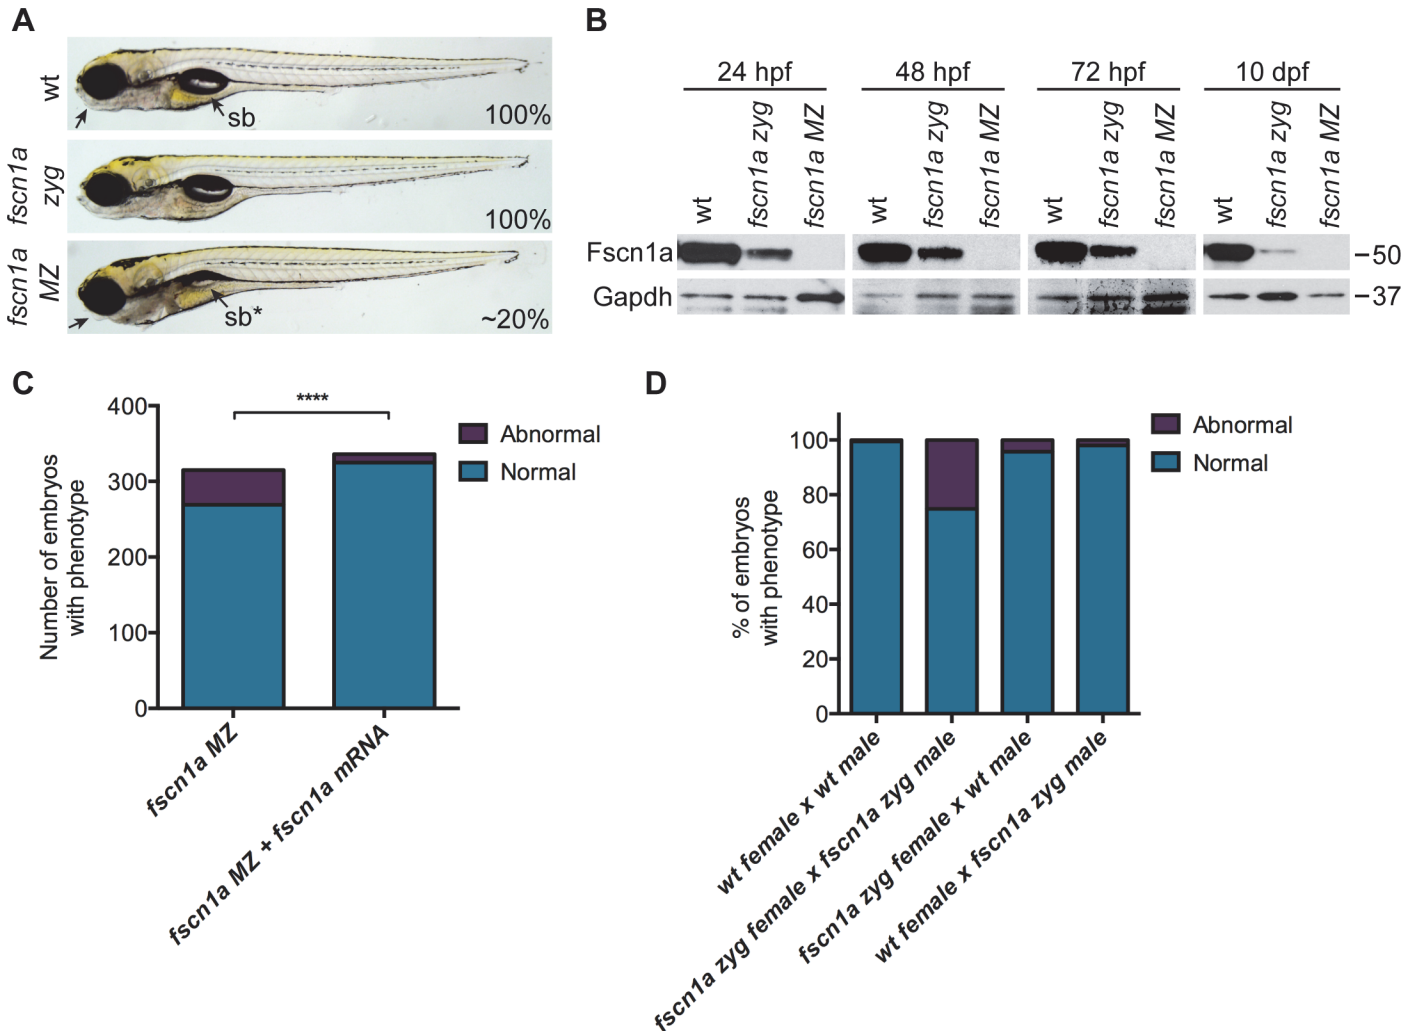 A
wt
sb
100%
fscn1a
zyg
100%
fscn1a
MZ
sb*
~20%
B
24 hpf
48 hpf
72 hpf
10 dpf
wt
fscn1a zyg
fscn1a MZ
wt
fscn1a zyg
fscn1a MZ
wt
fscn1a zyg
fscn1a MZ
wt
fscn1a zyg
fscn1a MZ
Fscn1a
–50
Gapdh
–37
C
Number of embryos
with phenotype
400
300
200
100
0
****
Abnormal
Normal
fscn1a MZ
fscn1a MZ + fscn1a mRNA
D
% of embryos
with phenotype
100
80
60
40
20
0
Abnormal
Normal
wt female x wt male
fscn1a zyg female x fscn1a zyg male
fscn1a zyg female x wt male
wt female x fscn1a zyg male